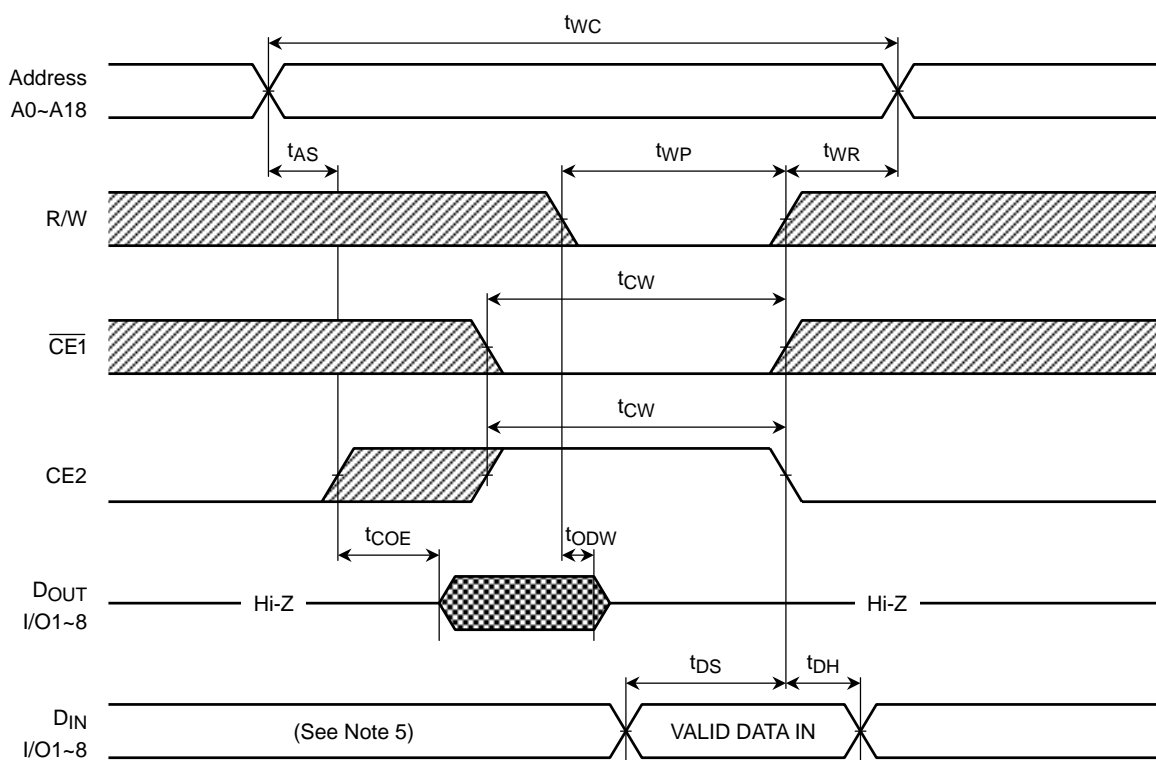 tWC
Address
A0~A18
tAS
tWP
tWR
R/W
tCW
CE1
tCW
CE2
tCOE
tODW
DOUT
I/O1~8
Hi-Z
Hi-Z
tDS
tDH
DIN
I/O1~8
(See Note 5)
VALID DATA IN